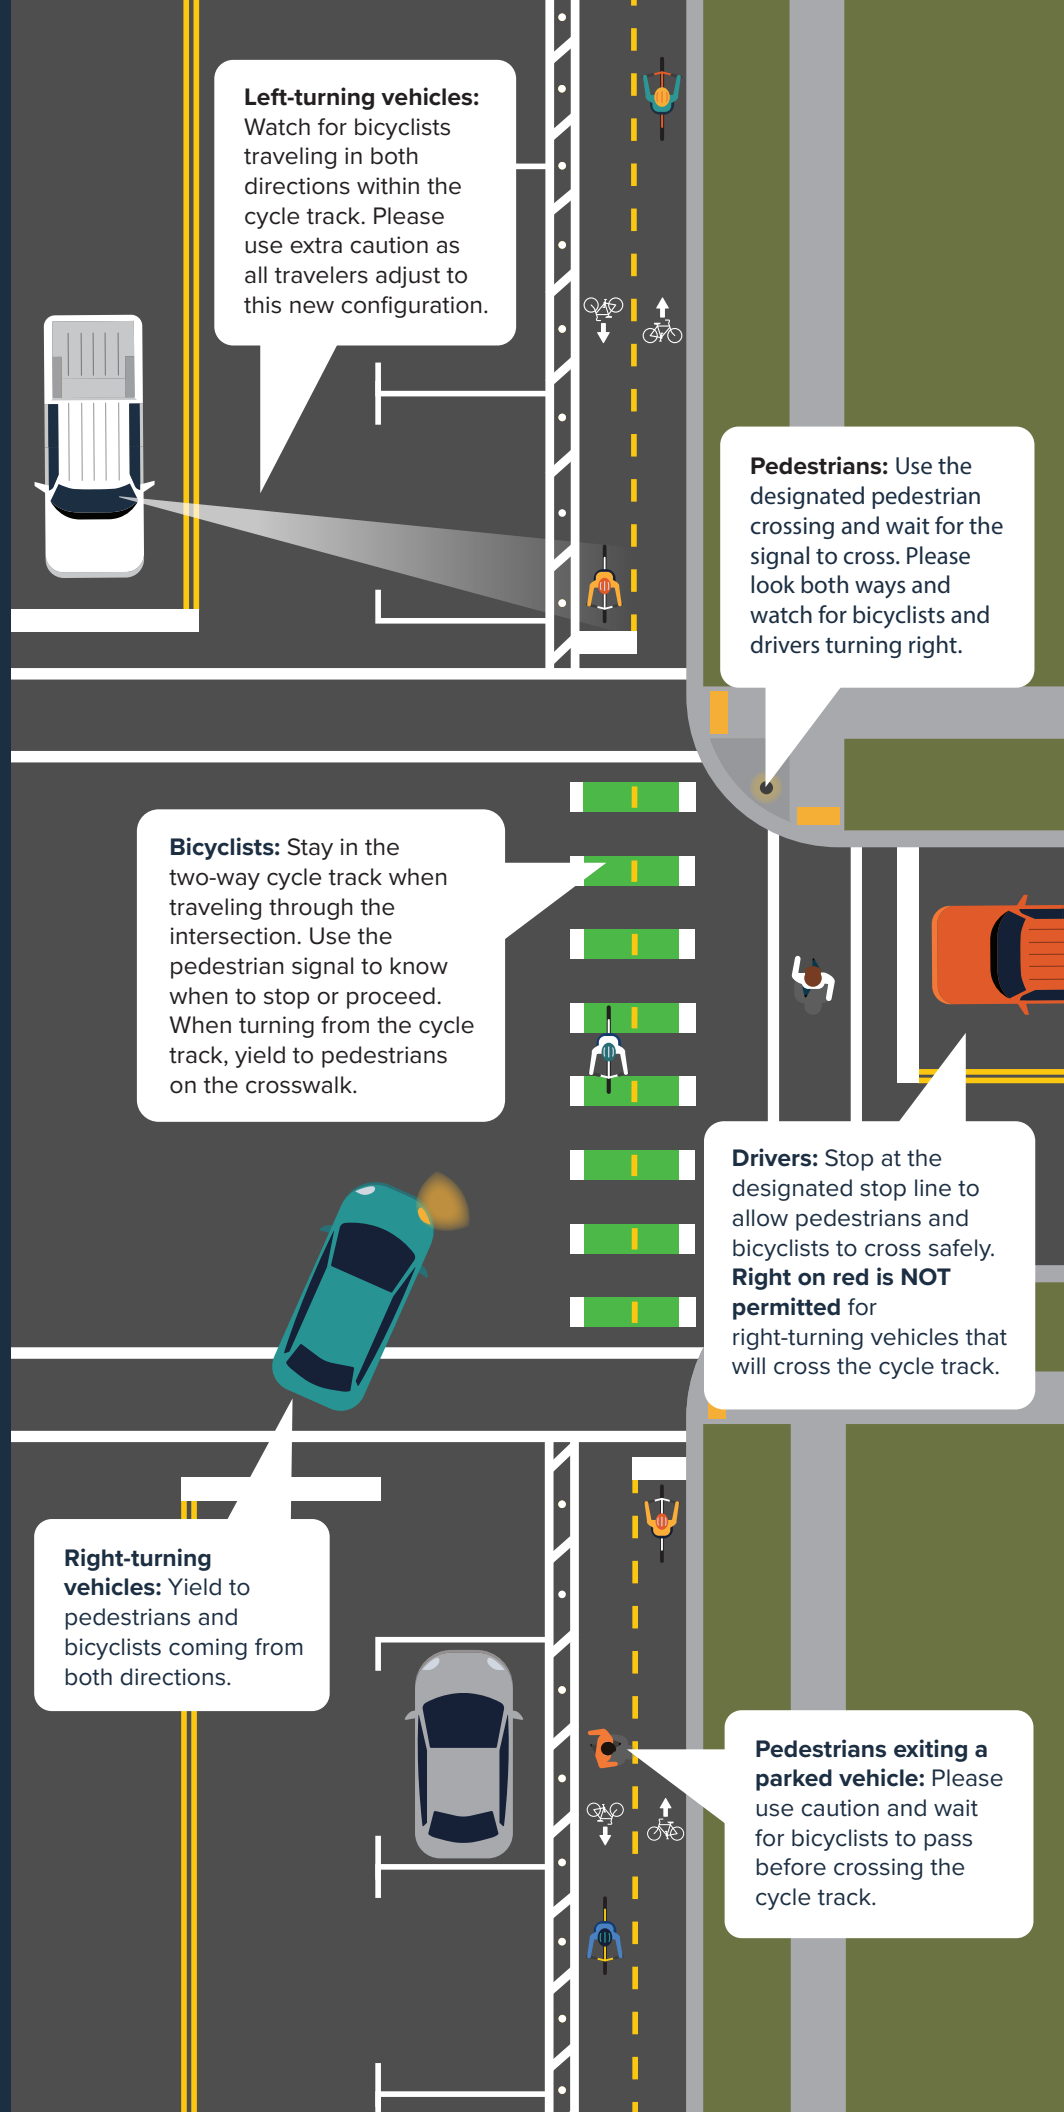 Left-turning vehicles:
Watch for bicyclists
traveling in both
directions within the
cycle track. Please
use extra caution as
all travelers adjust to
this new configuration.
Pedestrians: Use the
designated pedestrian
crossing and wait for the
signal to cross. Please
look both ways and
watch for bicyclists and
drivers turning right.
Bicyclists: Stay in the
two-way cycle track when
traveling through the
intersection. Use the
pedestrian signal to know
when to stop or proceed.
When turning from the cycle
track, yield to pedestrians
on the crosswalk.
Drivers: Stop at the
designated stop line to
allow pedestrians and
bicyclists to cross safely.
Right on red is NOT
permitted for
right-turning vehicles that
will cross the cycle track.
Right-turning
vehicles: Yield to
pedestrians and
bicyclists coming from
both directions.
Pedestrians exiting a
parked vehicle: Please
use caution and wait
for bicyclists to pass
before crossing the
cycle track.